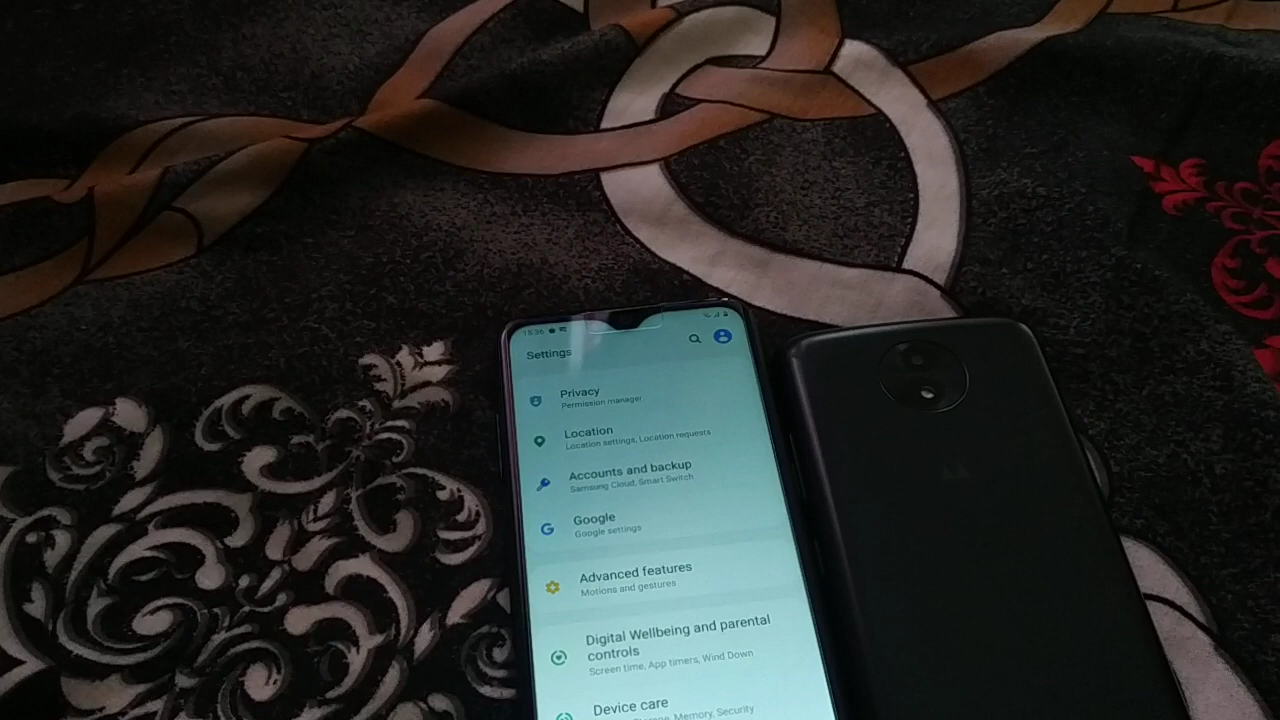 15:36
Settings
Privacy
Permission manager
Location
Location settings, Location requests
Accounts and backup
Samsung Cloud, Smart Switch
Google
Google settings
Advanced features
Motions and gestures
Digital Wellbeing and parental
controls
Screen time, App timers, Wind Down
Device care
Memory, Security